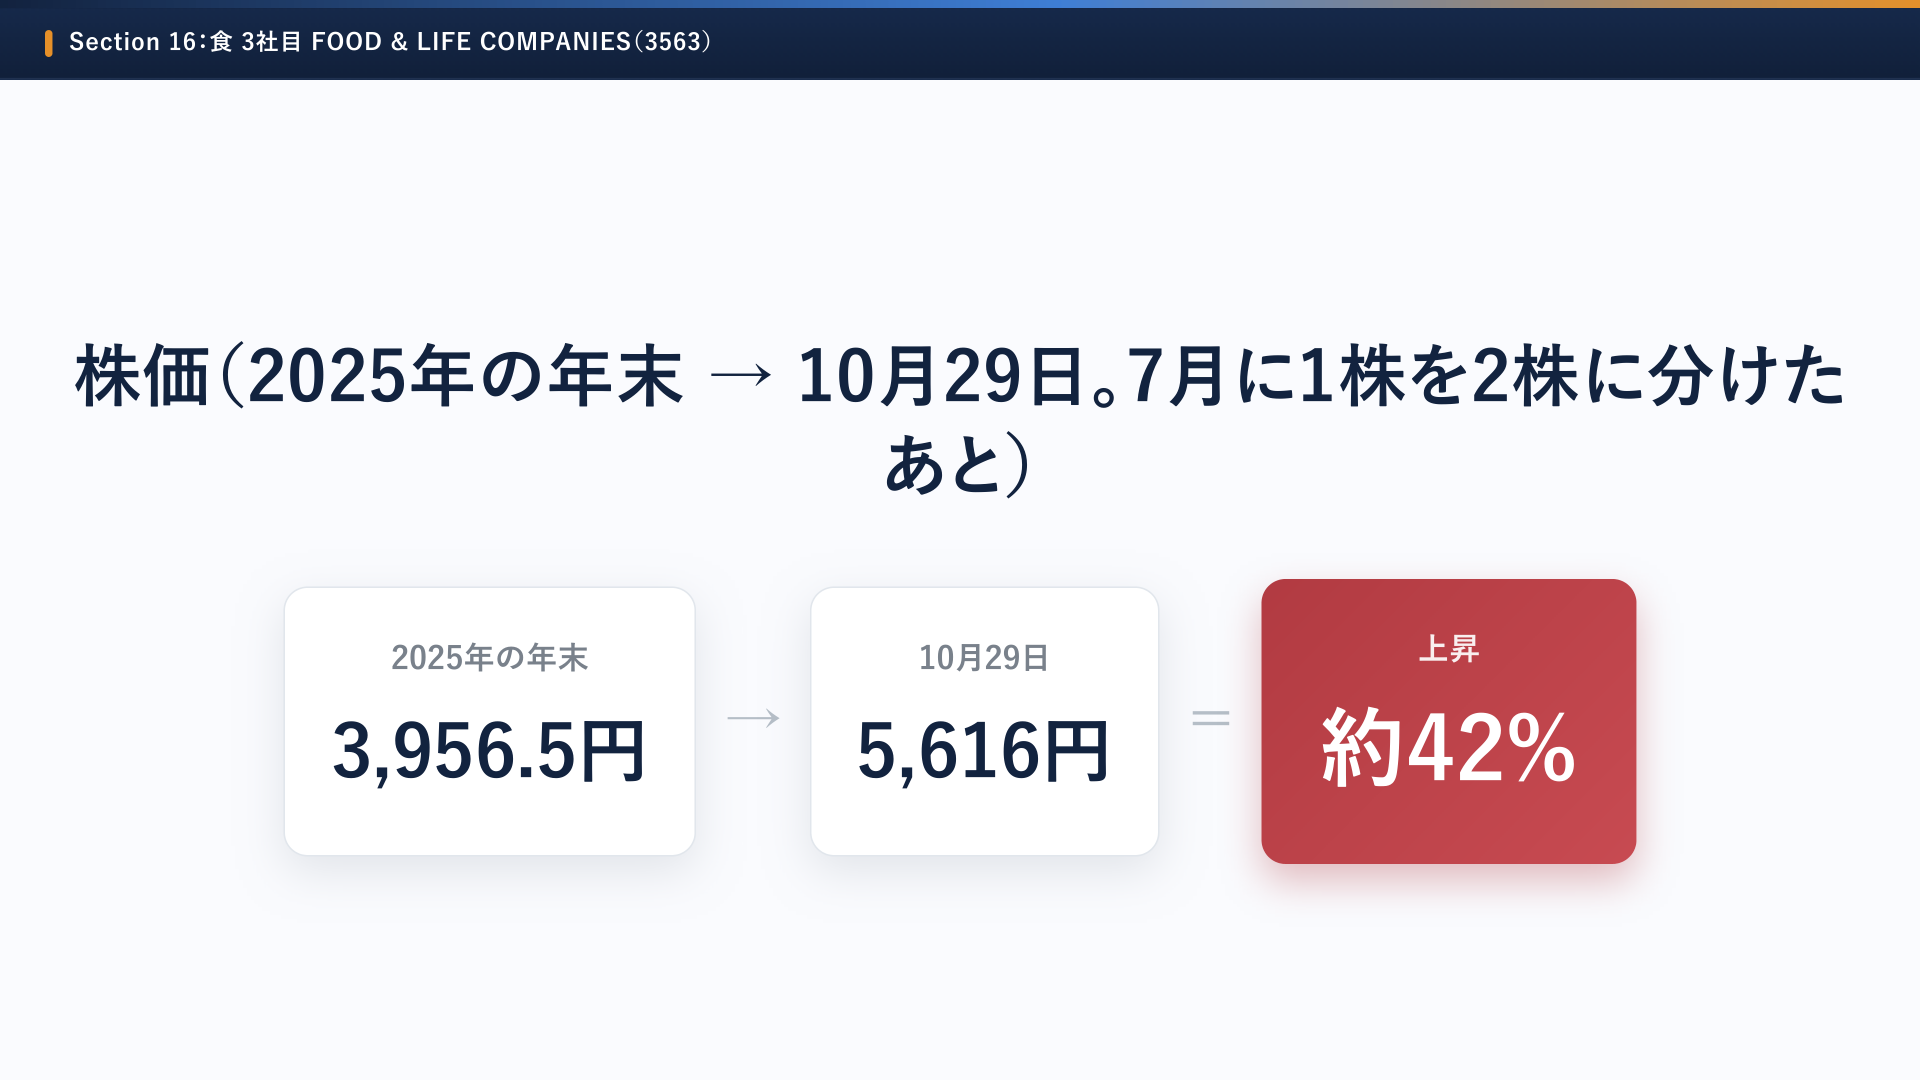 Section 16：食 3社目 FOOD & LIFE COMPANIES（3563）
株価（2025年の年末 → 10月29日。7月に1株を2株に分けた
あと）
2025年の年末
3,956.5円
→
10月29日
5,616円
＝
上昇
約42%